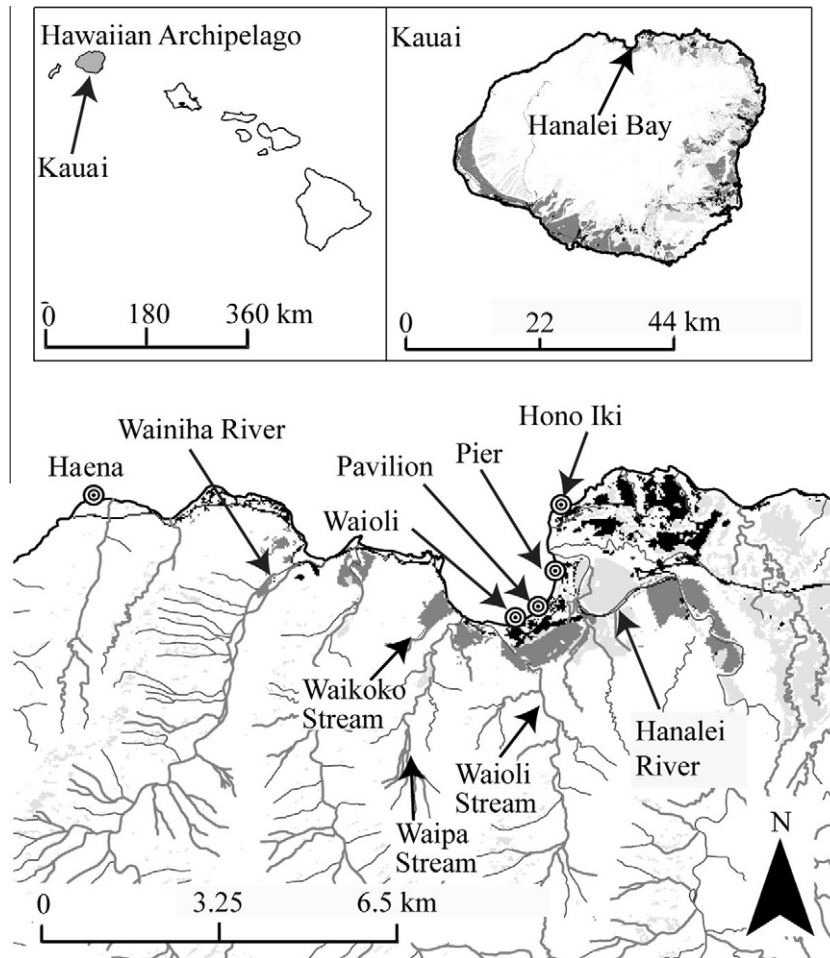 Hawaiian Archipelago
Kauai
0 180 360 km
Kauai
Hanalei Bay
0 22 44 km
Hono Iki
Wainiha River
Pier
Haena
Pavilion
Waioli
Waikoko
Stream
Hanalei
River
Waioli
Stream
Waipa
Stream
N
0 3.25 6.5 km